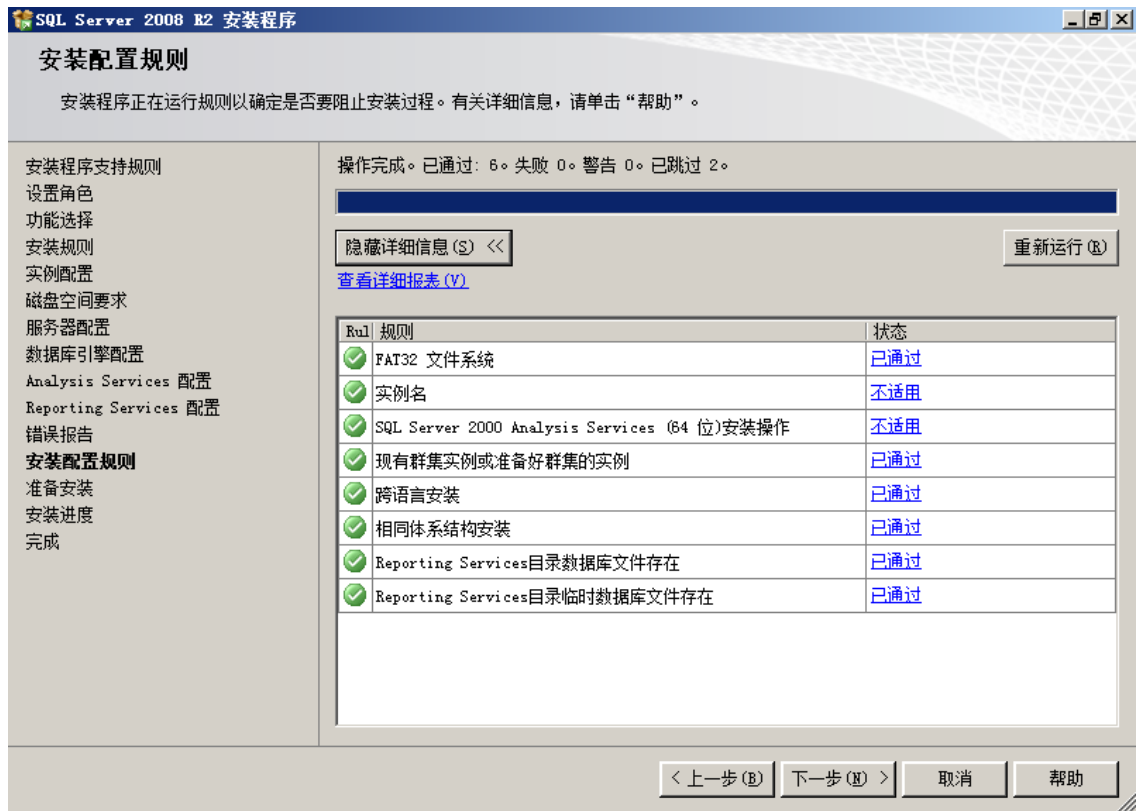 SQL Server 2008 R2 安装程序
安装配置规则
安装程序正在运行规则以确定是否要阻止安装过程。有关详细信息，请单击“帮助”。
安装程序支持规则
设置角色
功能选择
安装规则
实例配置
磁盘空间要求
服务器配置
数据库引擎配置
Analysis Services 配置
Reporting Services 配置
错误报告
安装配置规则
准备安装
安装进度
完成
操作完成。已通过: 6。失败 0。警告 0。已跳过 2。
隐藏详细信息(S) <<
重新运行(R)
查看详细报表(V)
Rul 规则 状态
FAT32 文件系统 已通过
实例名 不适用
SQL Server 2000 Analysis Services (64 位)安装操作 不适用
现有群集实例或准备好群集的实例 已通过
跨语言安装 已通过
相同体系结构安装 已通过
Reporting Services目录数据库文件存在 已通过
Reporting Services目录临时数据库文件存在 已通过
< 上一步(B) 下一步(N) > 取消 帮助